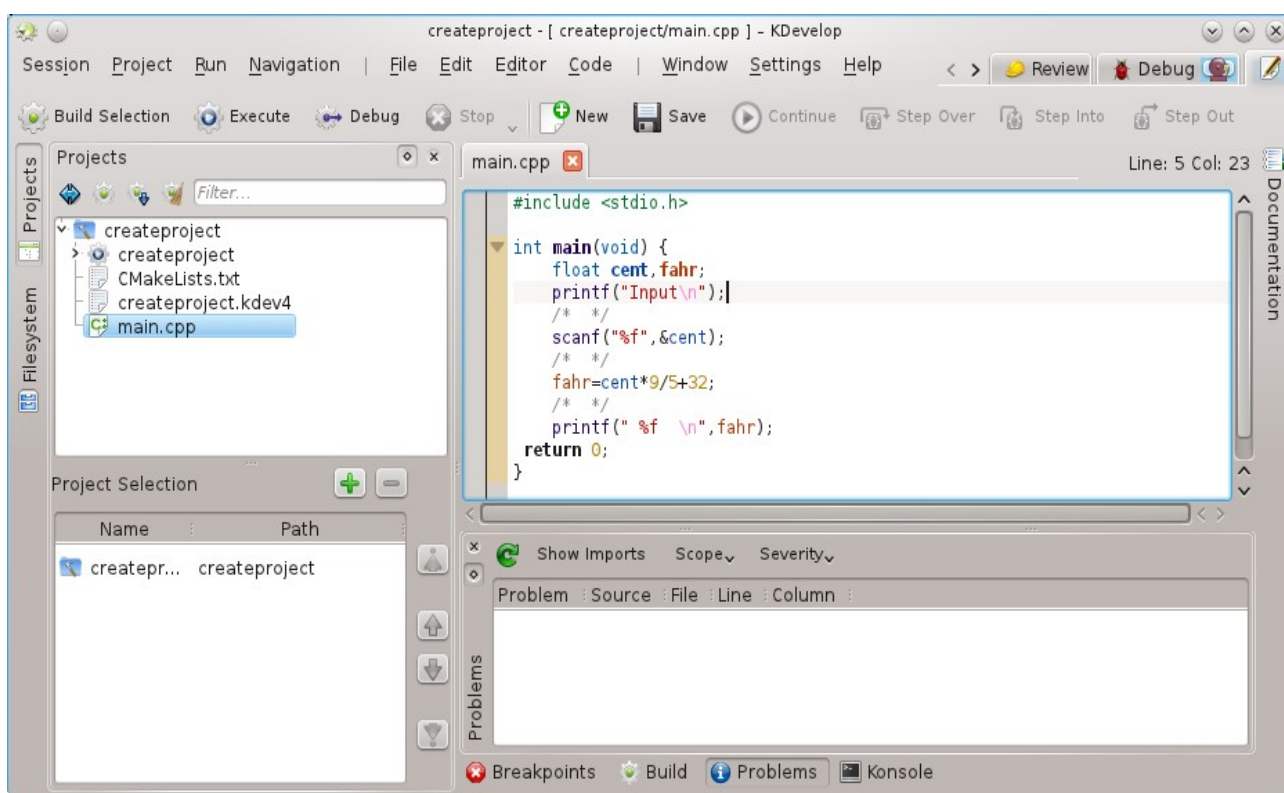 createproject - [ createproject/main.cpp ] – KDevelop
Session Project Run Navigation | File Edit Editor Code | Window Settings Help < > Review Debug
Build Selection Execute Debug Stop New Save Continue Step Over Step Into Step Out
Projects
Filesystem
Projects
Filter...
createproject
createproject
CMakeLists.txt
createproject.kdev4
main.cpp
Project Selection
Name Path
createpr... createproject
main.cpp
Line: 5 Col: 23
#include <stdio.h>
int main(void) {
float cent,fahr;
printf("Input\n");
/* */
scanf("%f",&cent);
/* */
fahr=cent*9/5+32;
/* */
printf(" %f \n",fahr);
return 0;
}
Documentation
Show Imports Scope Severity
Problem Source File Line Column
Problems
Breakpoints Build Problems Konsole